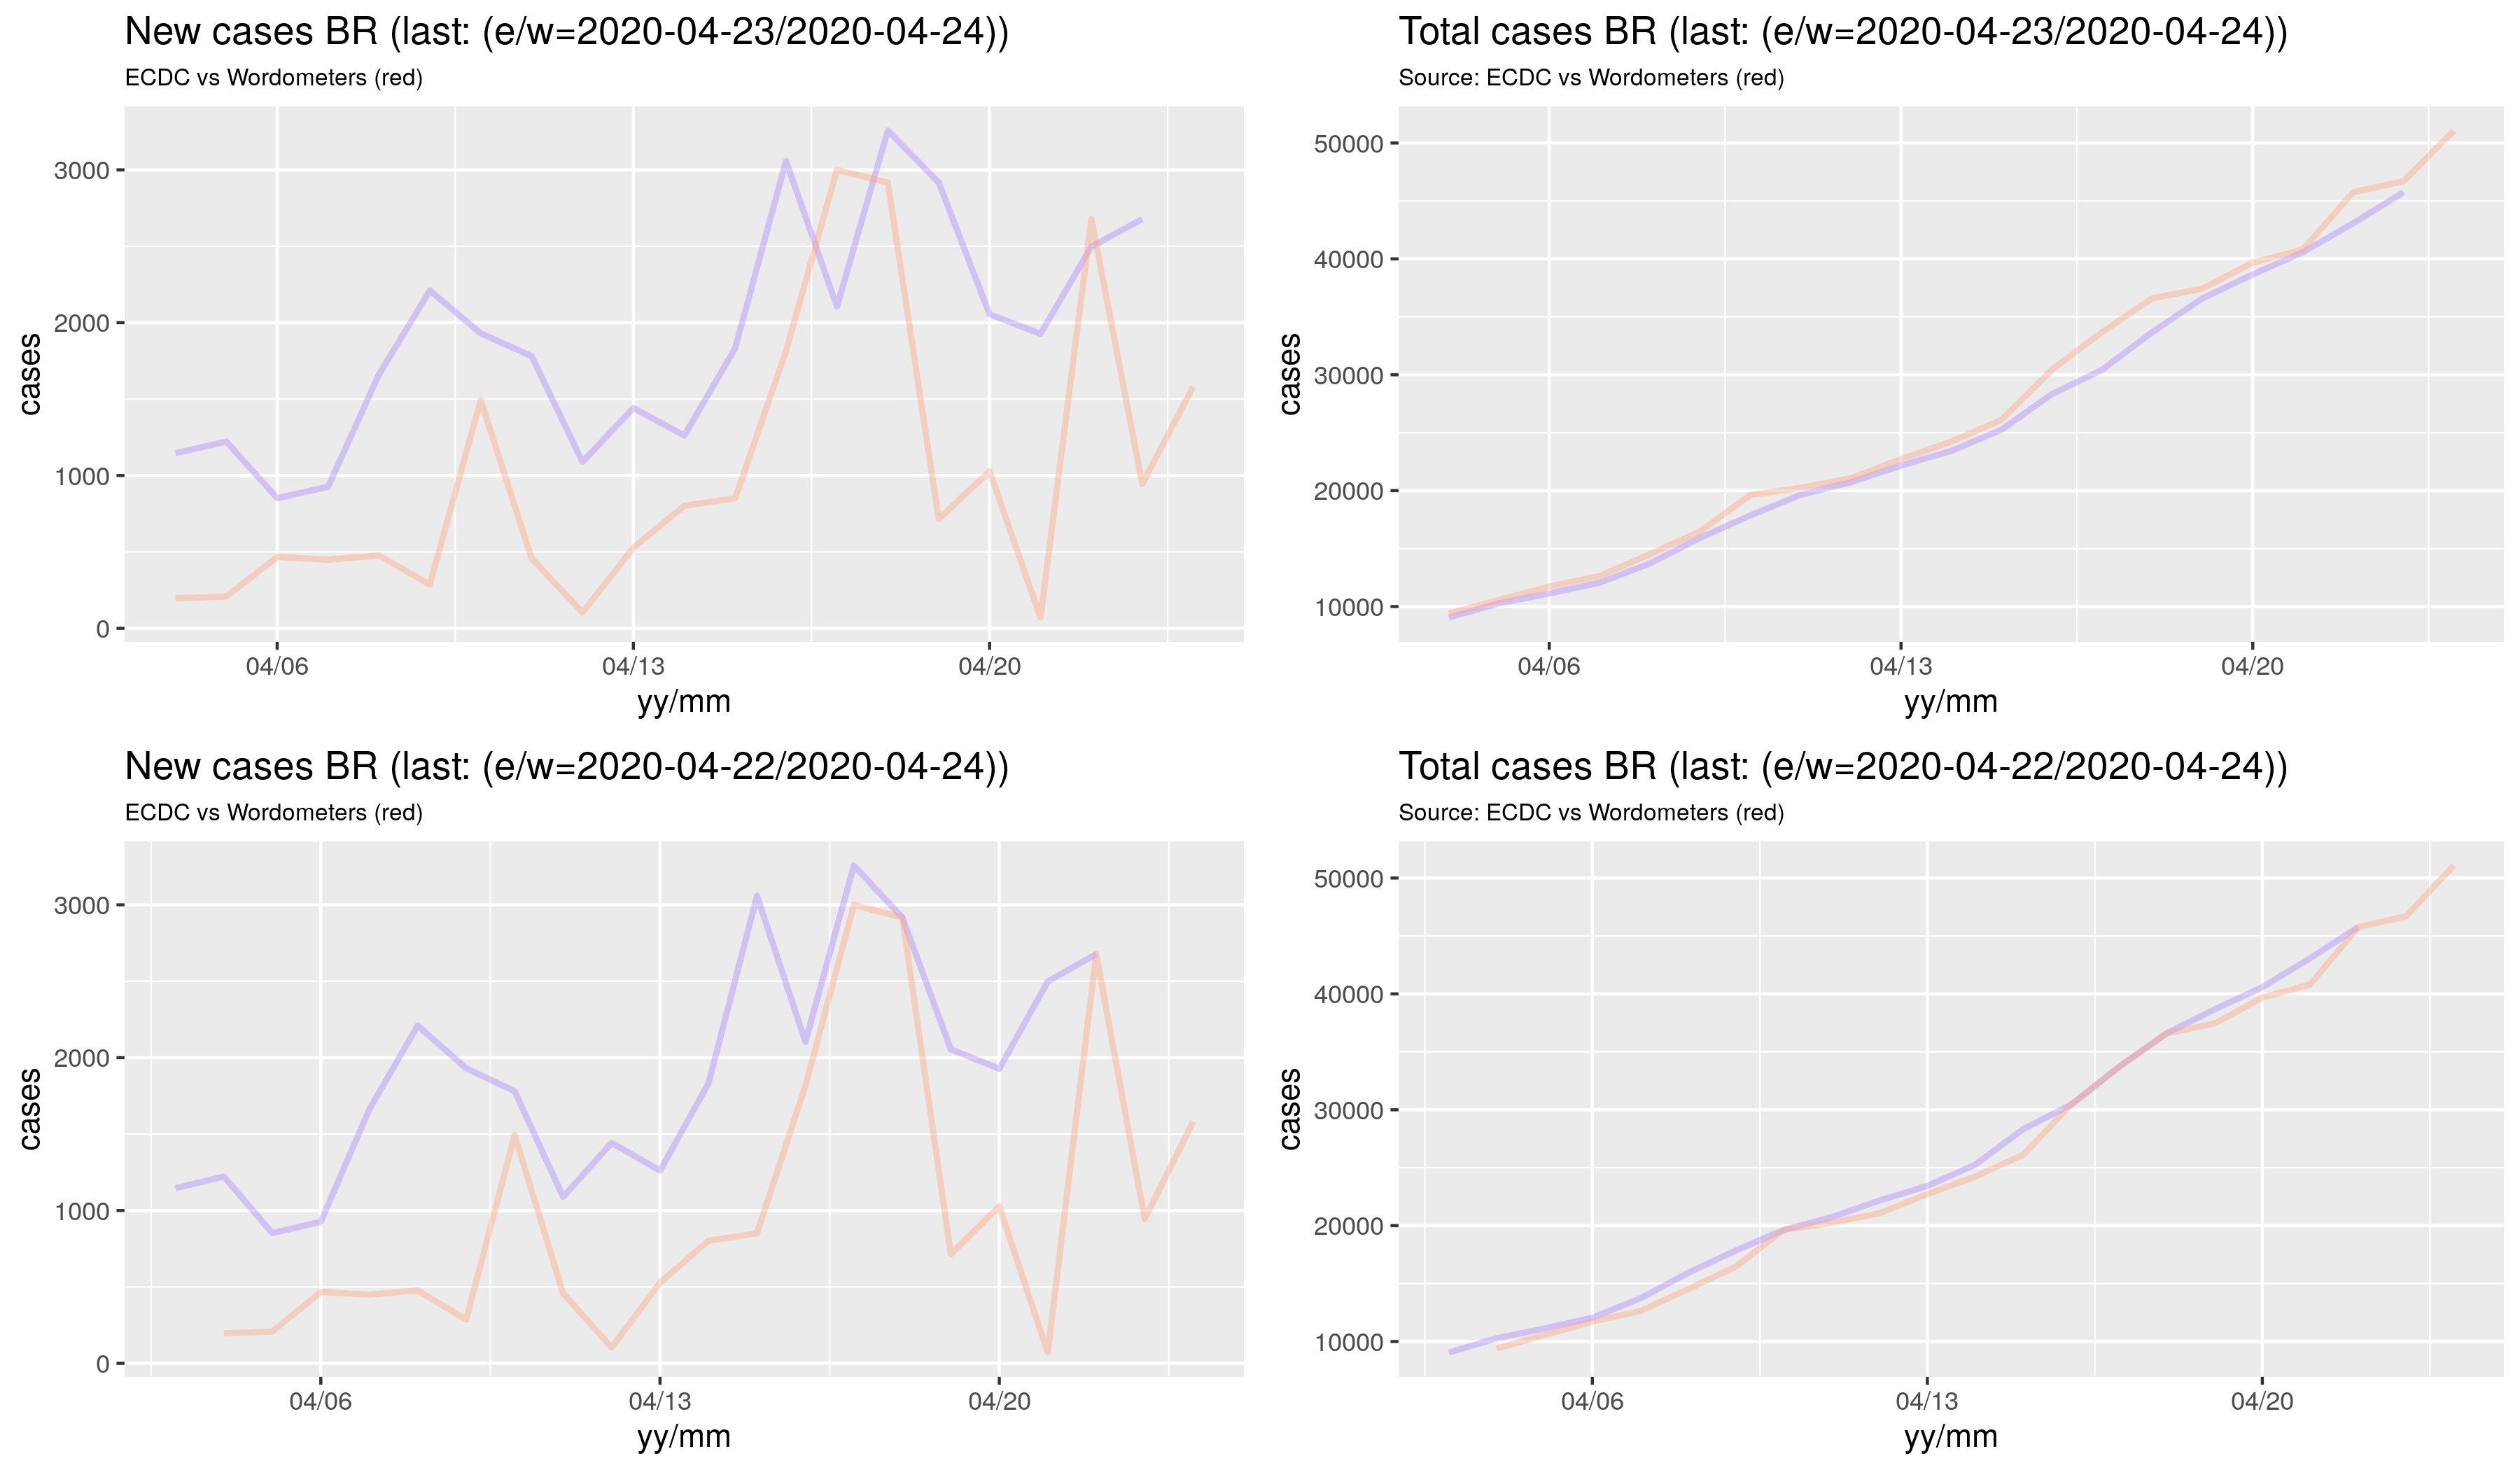 New cases BR (last: (e/w=2020-04-23/2020-04-24))
ECDC vs Wordometers (red)
cases
3000
2000
1000
0
04/06 04/13 04/20
yy/mm
Total cases BR (last: (e/w=2020-04-23/2020-04-24))
Source: ECDC vs Wordometers (red)
cases
50000
40000
30000
20000
10000
04/06 04/13 04/20
yy/mm
New cases BR (last: (e/w=2020-04-22/2020-04-24))
ECDC vs Wordometers (red)
cases
3000
2000
1000
0
04/06 04/13 04/20
yy/mm
Total cases BR (last: (e/w=2020-04-22/2020-04-24))
Source: ECDC vs Wordometers (red)
cases
50000
40000
30000
20000
10000
04/06 04/13 04/20
yy/mm